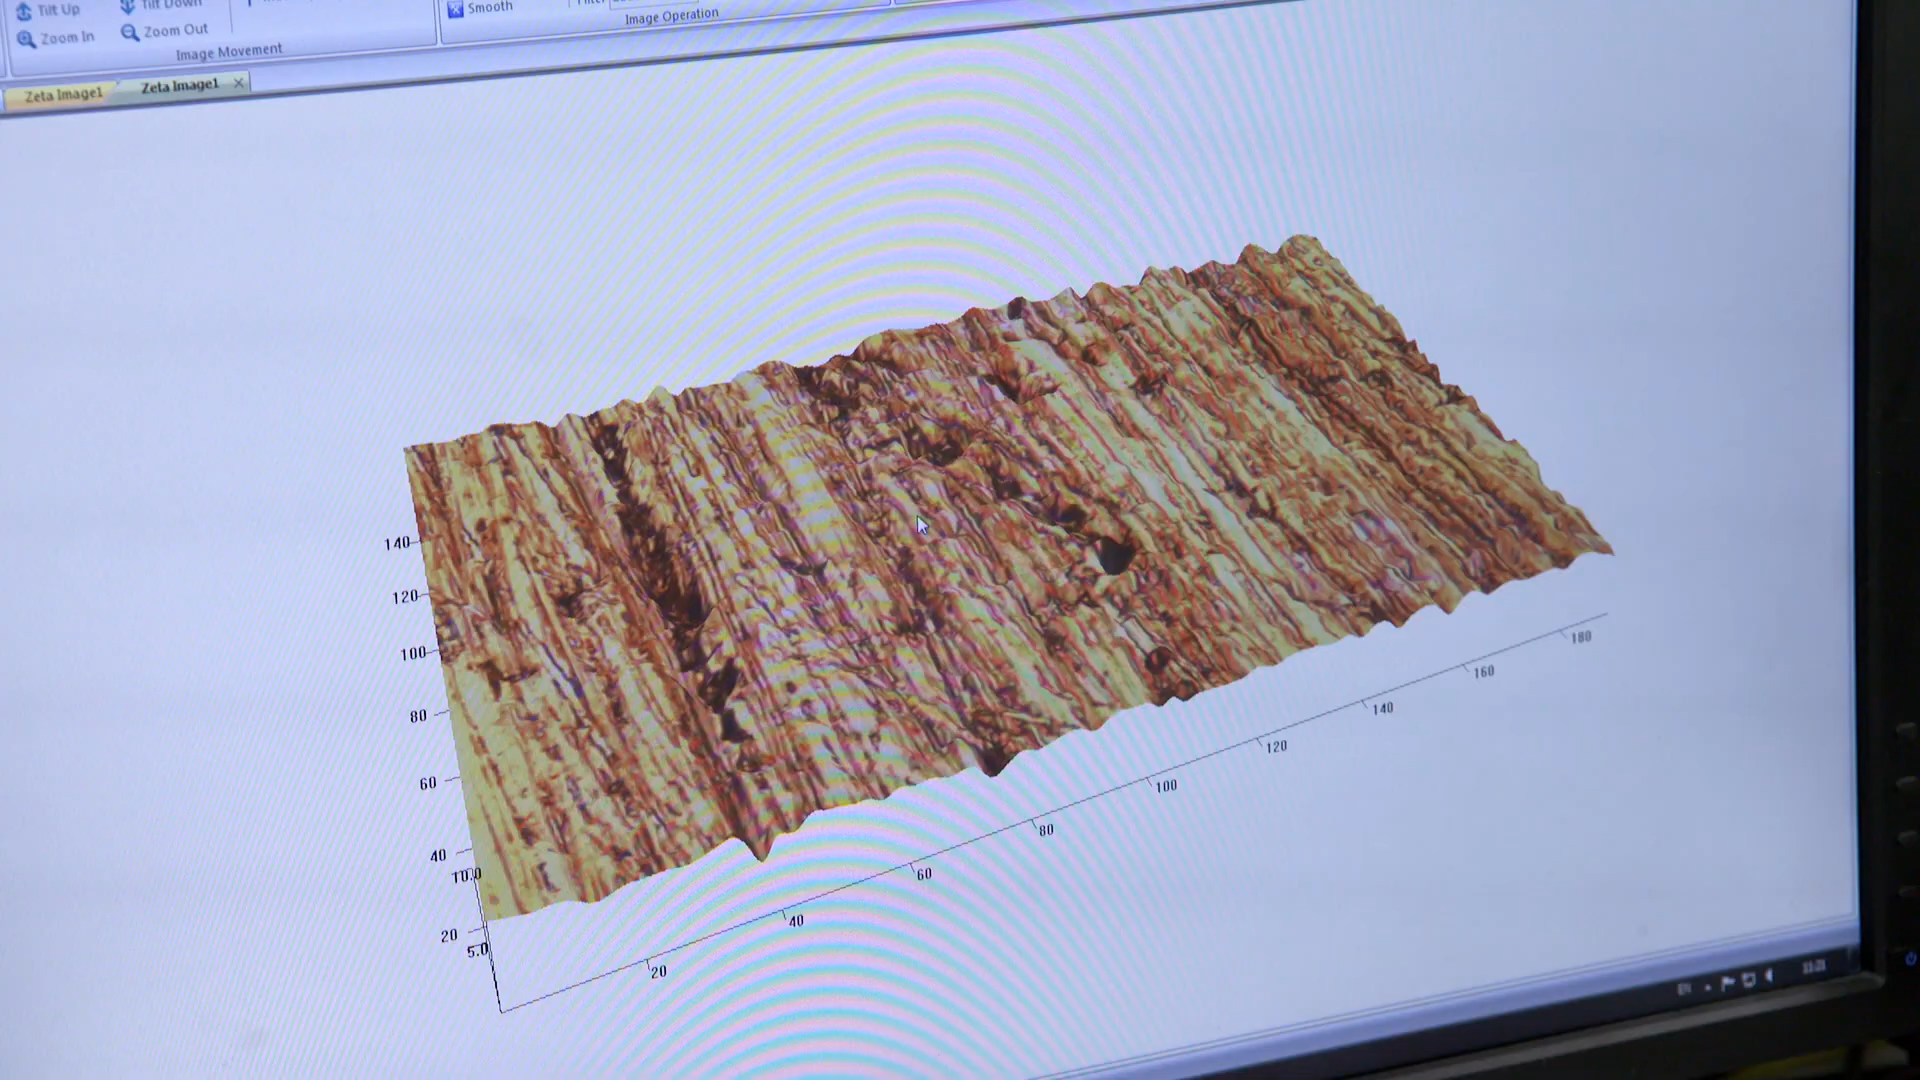 Tilt Up
Tilt Down
Zoom In
Zoom Out
Image Movement
Smooth
Image Operation
Zeta Image1
Zeta Image1
140
120
100
80
60
40
10.0
20
5.0
20
40
60
80
100
120
140
160
180
EN